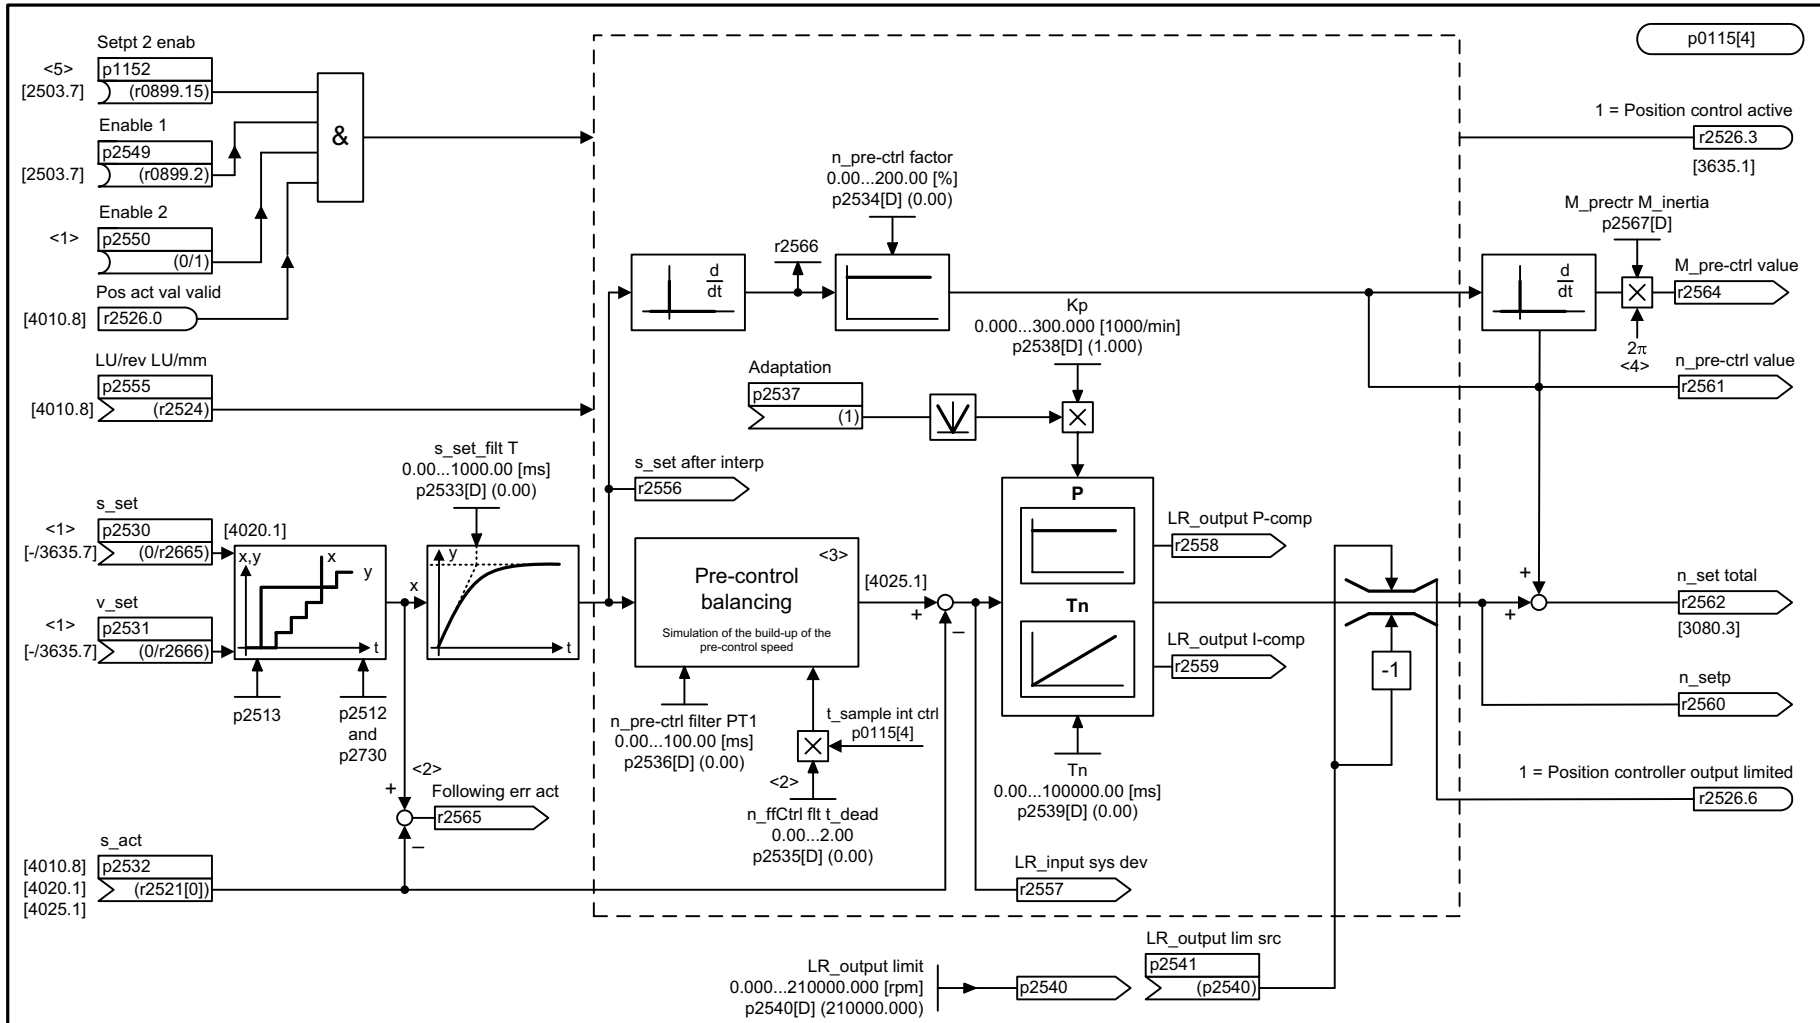 p0115[4]
Setpt 2 enab
<5>
p1152
[2503.7]
(r0899.15)
Enable 1
p2549
[2503.7]
(r0899.2)
Enable 2
<1>
p2550
(0/1)
Pos act val valid
[4010.8]
r2526.0
&
LU/rev LU/mm
p2555
[4010.8]
(r2524)
1 = Position control active
r2526.3
[3635.1]
n_pre-ctrl factor
0.00...200.00 [%]
p2534[D] (0.00)
r2566
d
dt
M_prectr M_inertia
p2567[D]
d
dt
M_pre-ctrl value
r2564
2π
<4>
n_pre-ctrl value
r2561
Kp
0.000...300.000 [1000/min]
p2538[D] (1.000)
Adaptation
p2537
(1)
s_set_filt T
0.00...1000.00 [ms]
p2533[D] (0.00)
s_set after interp
r2556
s_set
<1>
p2530
[4020.1]
[-/3635.7]
(0/r2665)
v_set
<1>
p2531
[-/3635.7]
(0/r2666)
x,y
x
y
t
x
y
t
p2513
p2512
and
p2730
<3>
Pre-control
balancing
Simulation of the build-up of the
pre-control speed
[4025.1]
+
–
P
Tn
LR_output P-comp
r2558
LR_output I-comp
r2559
-1
+
+
n_set total
r2562
[3080.3]
n_setp
r2560
1 = Position controller output limited
r2526.6
n_pre-ctrl filter PT1
0.00...100.00 [ms]
p2536[D] (0.00)
t_sample int ctrl
p0115[4]
<2>
n_ffCtrl flt t_dead
0.00...2.00
p2535[D] (0.00)
Tn
0.00...100000.00 [ms]
p2539[D] (0.00)
<2>
+
Following err act
r2565
–
s_act
[4010.8]
p2532
[4020.1]
(r2521[0])
[4025.1]
LR_input sys dev
r2557
LR_output limit
0.000...210000.000 [rpm]
p2540[D] (210000.000)
p2540
LR_output lim src
p2541
(p2540)